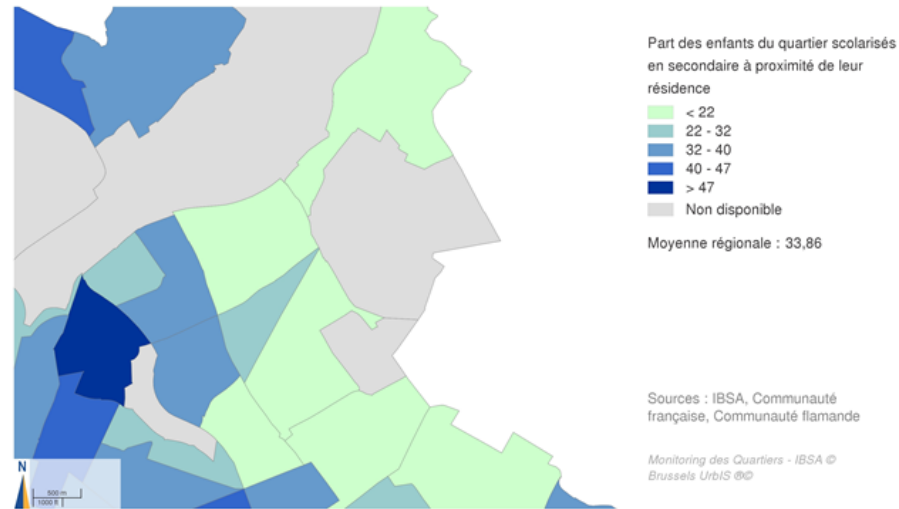 Part des enfants du quartier scolarisés
en secondaire à proximité de leur
résidence
< 22
22 - 32
32 - 40
40 - 47
> 47
Non disponible
Moyenne régionale : 33,86
Sources : IBSA, Communauté
française, Communauté flamande
Monitoring des Quartiers - IBSA ©
Brussels UrbIS ®©
N
500 m
1000 ft